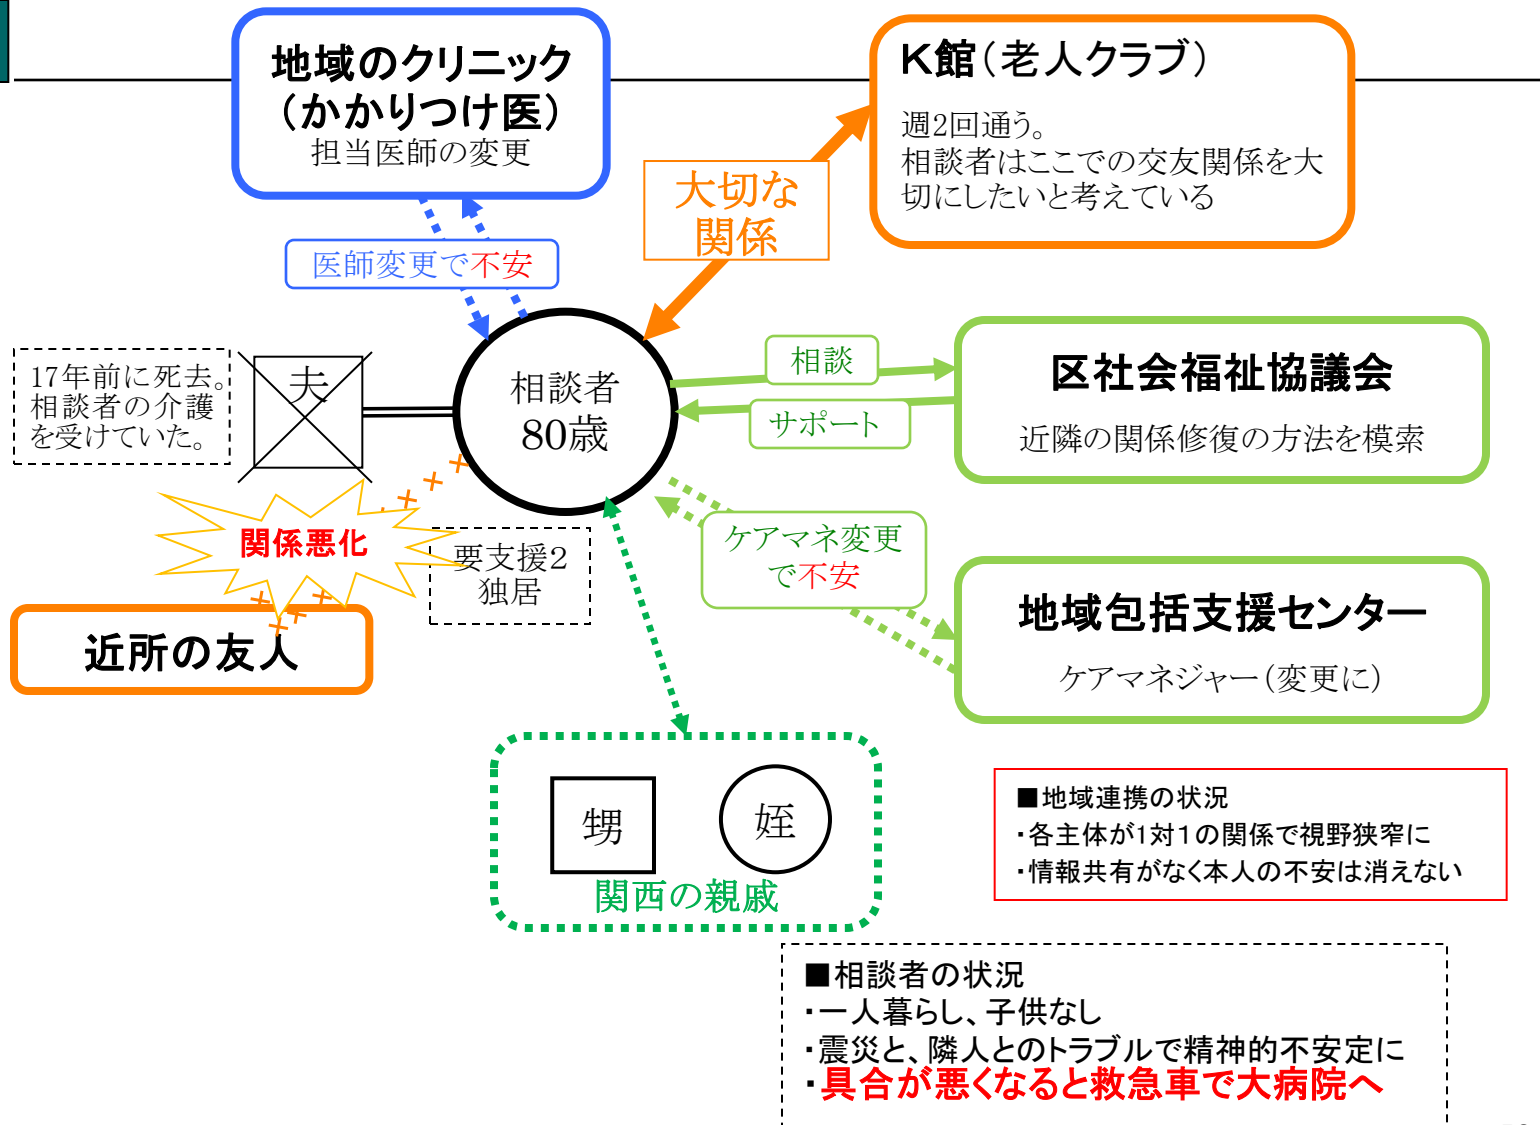 地域のクリニック
(かかりつけ医)
担当医師の変更
K館(老人クラブ)
週2回通う。
相談者はここでの交友関係を大
切にしたいと考えている
大切な
関係
医師変更で不安
17年前に死去。
相談者の介護
を受けていた。
夫
相談者
80歳
相談
サポート
区社会福祉協議会
近隣の関係修復の方法を模索
関係悪化
要支援2
独居
ケアマネ変更
で不安
地域包括支援センター
ケアマネジャー(変更に)
近所の友人
甥
姪
関西の親戚
■地域連携の状況
・各主体が1対1の関係で視野狭窄に
・情報共有がなく本人の不安は消えない
■相談者の状況
・一人暮らし、子供なし
・震災と、隣人とのトラブルで精神的不安定に
・具合が悪くなると救急車で大病院へ